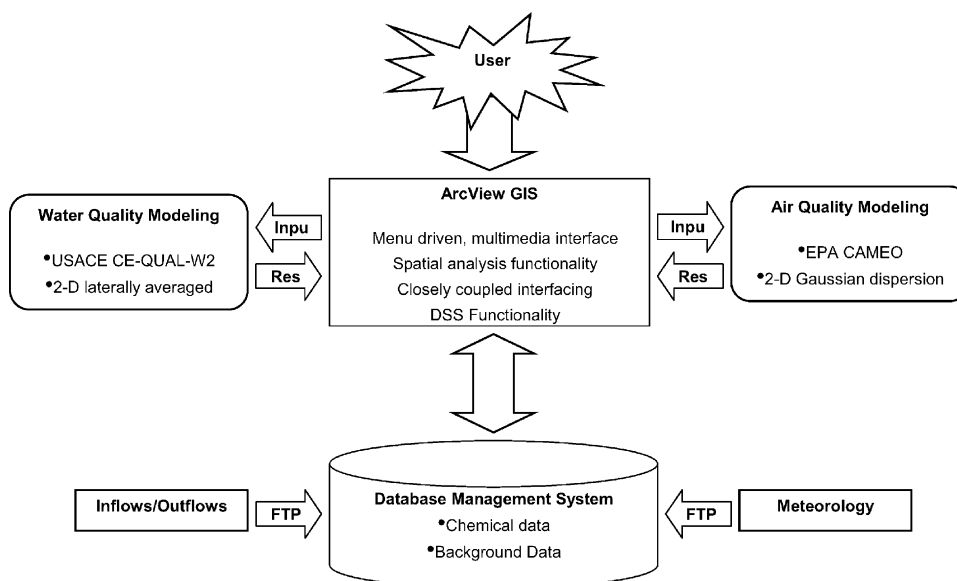 User
ArcView GIS
Menu driven, multimedia interface
Spatial analysis functionality
Closely coupled interfacing
DSS Functionality
Water Quality Modeling
•USACE CE-QUAL-W2
•2-D laterally averaged
Inpu
Res
Inpu
Res
Air Quality Modeling
•EPA CAMEO
•2-D Gaussian dispersion
Inflows/Outflows
FTP
Database Management System
•Chemical data
•Background Data
FTP
Meteorology